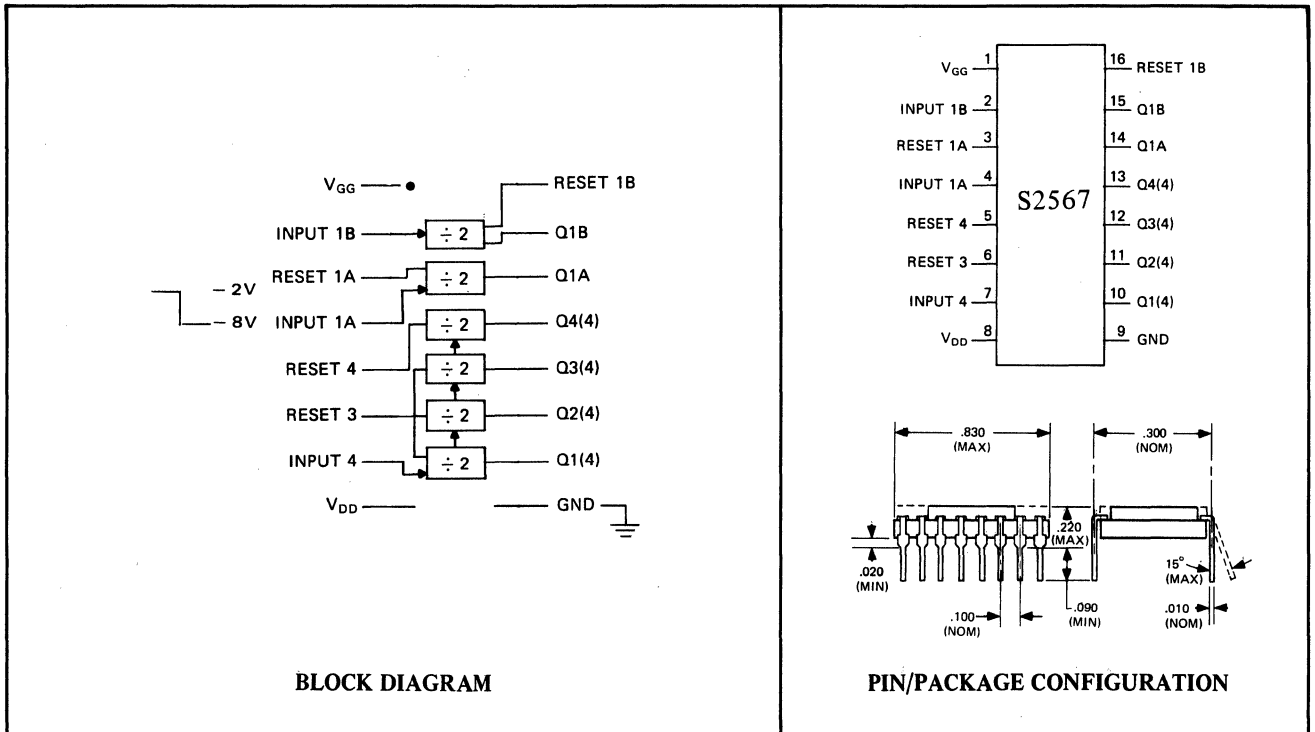 V_GG
RESET 1B
INPUT 1B
÷ 2
Q1B
RESET 1A
÷ 2
Q1A
− 2V
− 8V
INPUT 1A
÷ 2
Q4(4)
RESET 4
÷ 2
Q3(4)
RESET 3
÷ 2
Q2(4)
INPUT 4
÷ 2
Q1(4)
V_DD
GND
BLOCK DIAGRAM
V_GG 1
16 RESET 1B
INPUT 1B 2
15 Q1B
RESET 1A 3
14 Q1A
INPUT 1A 4
13 Q4(4)
S2567
RESET 4 5
12 Q3(4)
RESET 3 6
11 Q2(4)
INPUT 4 7
10 Q1(4)
V_DD 8
9 GND
.830
(MAX)
.300
(NOM)
.220
(MAX)
.020
(MIN)
.100
(NOM)
.090
(MIN)
15°
(MAX)
.010
(NOM)
PIN/PACKAGE CONFIGURATION